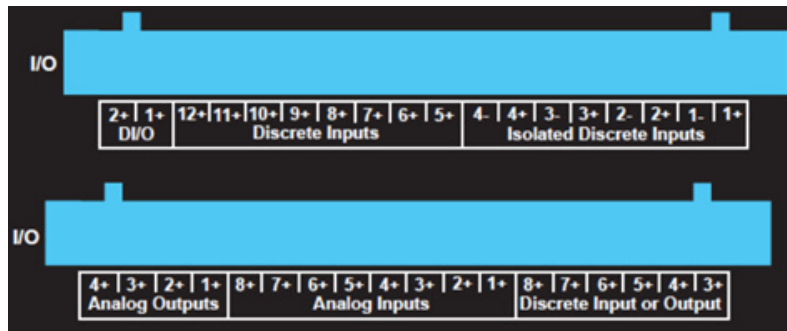 I/O
2+ 1+ 12+ 11+ 10+ 9+ 8+ 7+ 6+ 5+ 4- 4+ 3- 3+ 2- 2+ 1- 1+
DI/O Discrete Inputs Isolated Discrete Inputs
I/O
4+ 3+ 2+ 1+ 8+ 7+ 6+ 5+ 4+ 3+ 2+ 1+ 8+ 7+ 6+ 5+ 4+ 3+
Analog Outputs Analog Inputs Discrete Input or Output